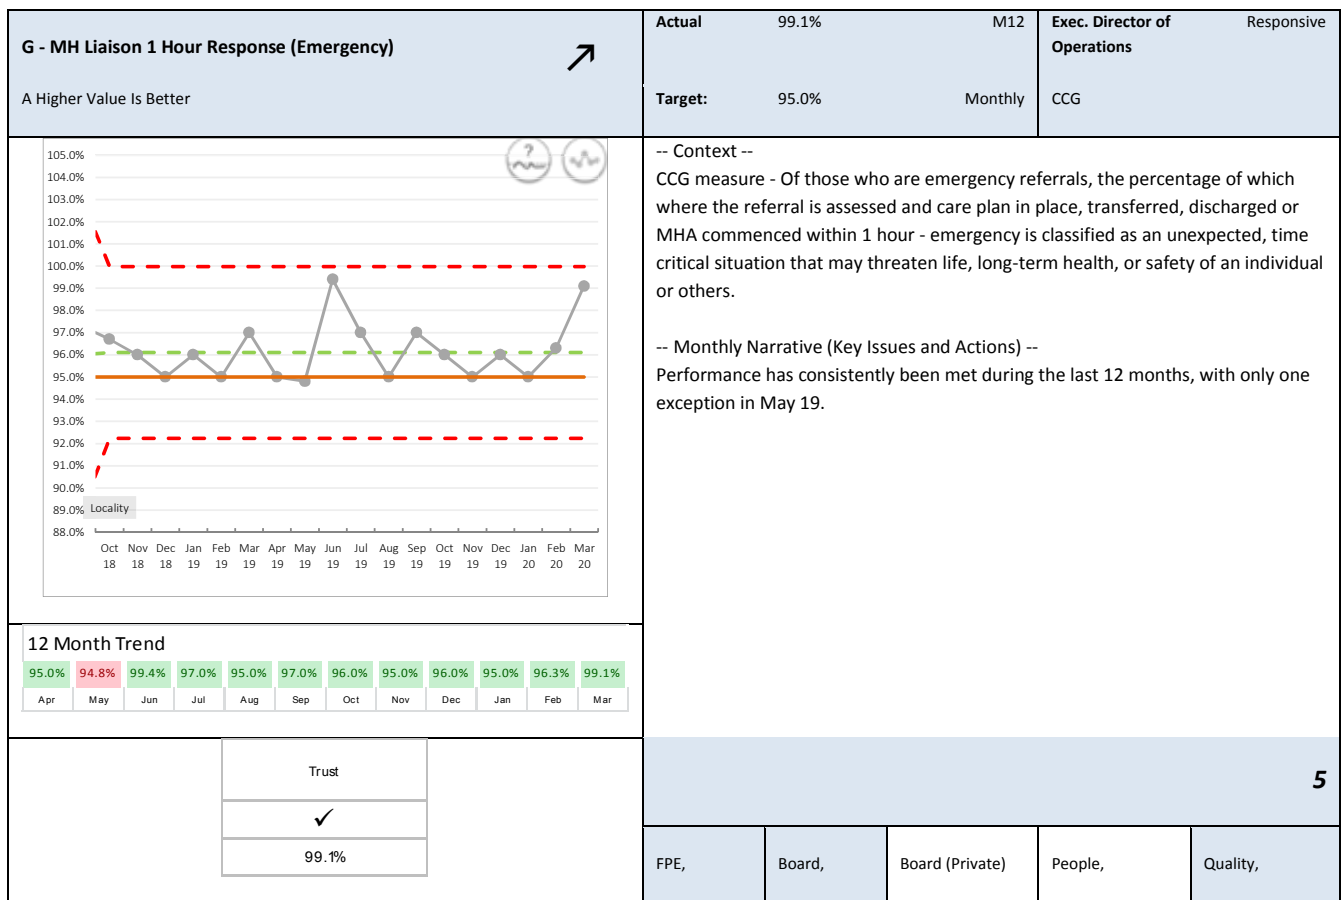 G - MH Liaison 1 Hour Response (Emergency)
↗
A Higher Value Is Better
Actual 99.1% M12
Target: 95.0% Monthly
Exec. Director of Responsive
Operations
CCG
?
105.0%
104.0%
103.0%
102.0%
101.0%
100.0%
99.0%
98.0%
97.0%
96.0%
95.0%
94.0%
93.0%
92.0%
91.0%
90.0%
89.0%
88.0%
Locality
Oct Nov Dec Jan Feb Mar Apr May Jun Jul Aug Sep Oct Nov Dec Jan Feb Mar
18 18 18 19 19 19 19 19 19 19 19 19 19 19 19 20 20 20
-- Context --
CCG measure - Of those who are emergency referrals, the percentage of which
where the referral is assessed and care plan in place, transferred, discharged or
MHA commenced within 1 hour - emergency is classified as an unexpected, time
critical situation that may threaten life, long-term health, or safety of an individual
or others.
-- Monthly Narrative (Key Issues and Actions) --
Performance has consistently been met during the last 12 months, with only one
exception in May 19.
12 Month Trend
95.0% 94.8% 99.4% 97.0% 95.0% 97.0% 96.0% 95.0% 96.0% 95.0% 96.3% 99.1%
Apr May Jun Jul Aug Sep Oct Nov Dec Jan Feb Mar
Trust
✓
99.1%
5
FPE, Board, Board (Private) People, Quality,